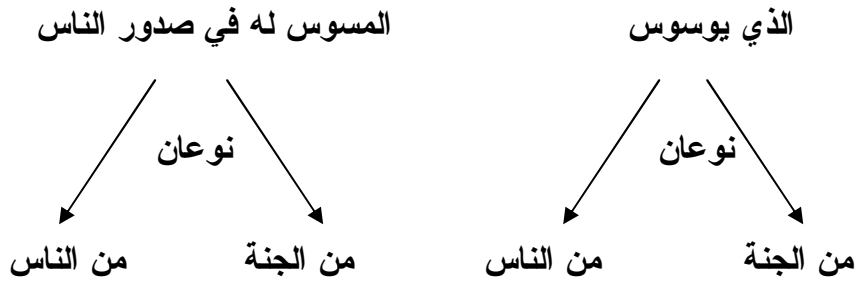 الذي يوسوس
المسوس له في صدور الناس
نوعان
نوعان
من الجنة
من الناس
من الجنة
من الناس